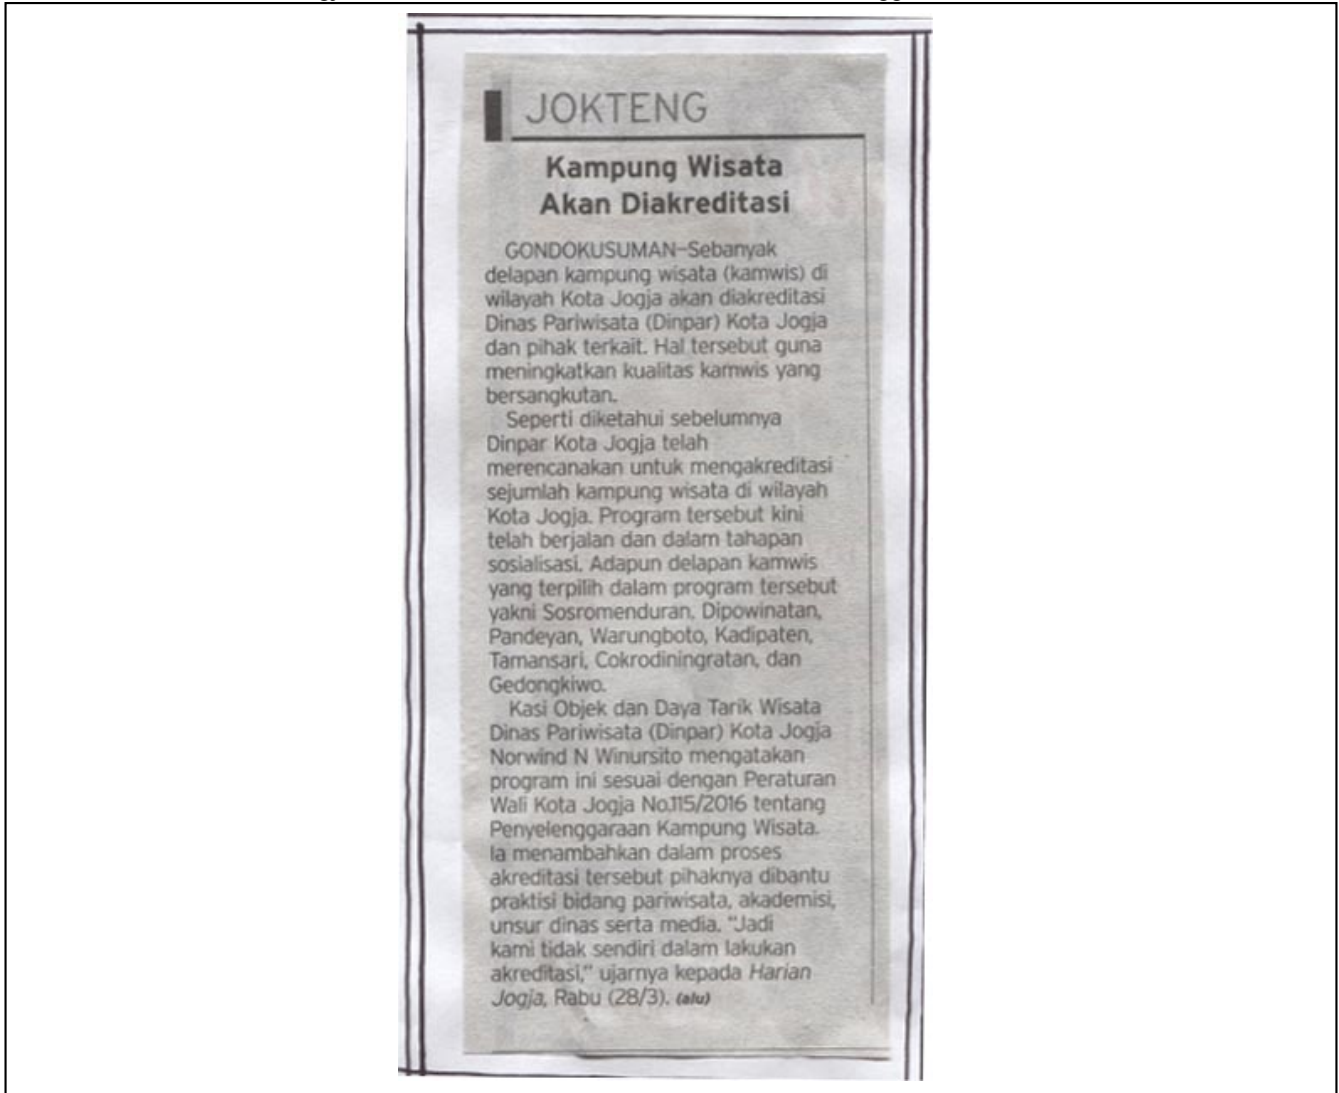 JOKTENG
Kampung Wisata
Akan Diakreditasi
GONDOKUSUMAN–Sebanyak
delapan kampung wisata (kamwis) di
wilayah Kota Jogja akan diakreditasi
Dinas Pariwisata (Dinpar) Kota Jogja
dan pihak terkait. Hal tersebut guna
meningkatkan kualitas kamwis yang
bersangkutan.
Seperti diketahui sebelumnya
Dinpar Kota Jogja telah
merencanakan untuk mengakreditasi
sejumlah kampung wisata di wilayah
Kota Jogja. Program tersebut kini
telah berjalan dan dalam tahapan
sosialisasi. Adapun delapan kamwis
yang terpilih dalam program tersebut
yakni Sosromenduran, Dipowinatan,
Pandeyan, Warungboto, Kadipaten,
Tamansari, Cokrodiningratan, dan
Gedongkiwo.
Kasi Objek dan Daya Tarik Wisata
Dinas Pariwisata (Dinpar) Kota Jogja
Norwind N Winursito mengatakan
program ini sesuai dengan Peraturan
Wali Kota Jogja No.115/2016 tentang
Penyelenggaraan Kampung Wisata.
Ia menambahkan dalam proses
akreditasi tersebut pihaknya dibantu
praktisi bidang pariwisata, akademisi,
unsur dinas serta media. "Jadi
kami tidak sendiri dalam lakukan
akreditasi," ujarnya kepada Harian
Jogja, Rabu (28/3). (alu)